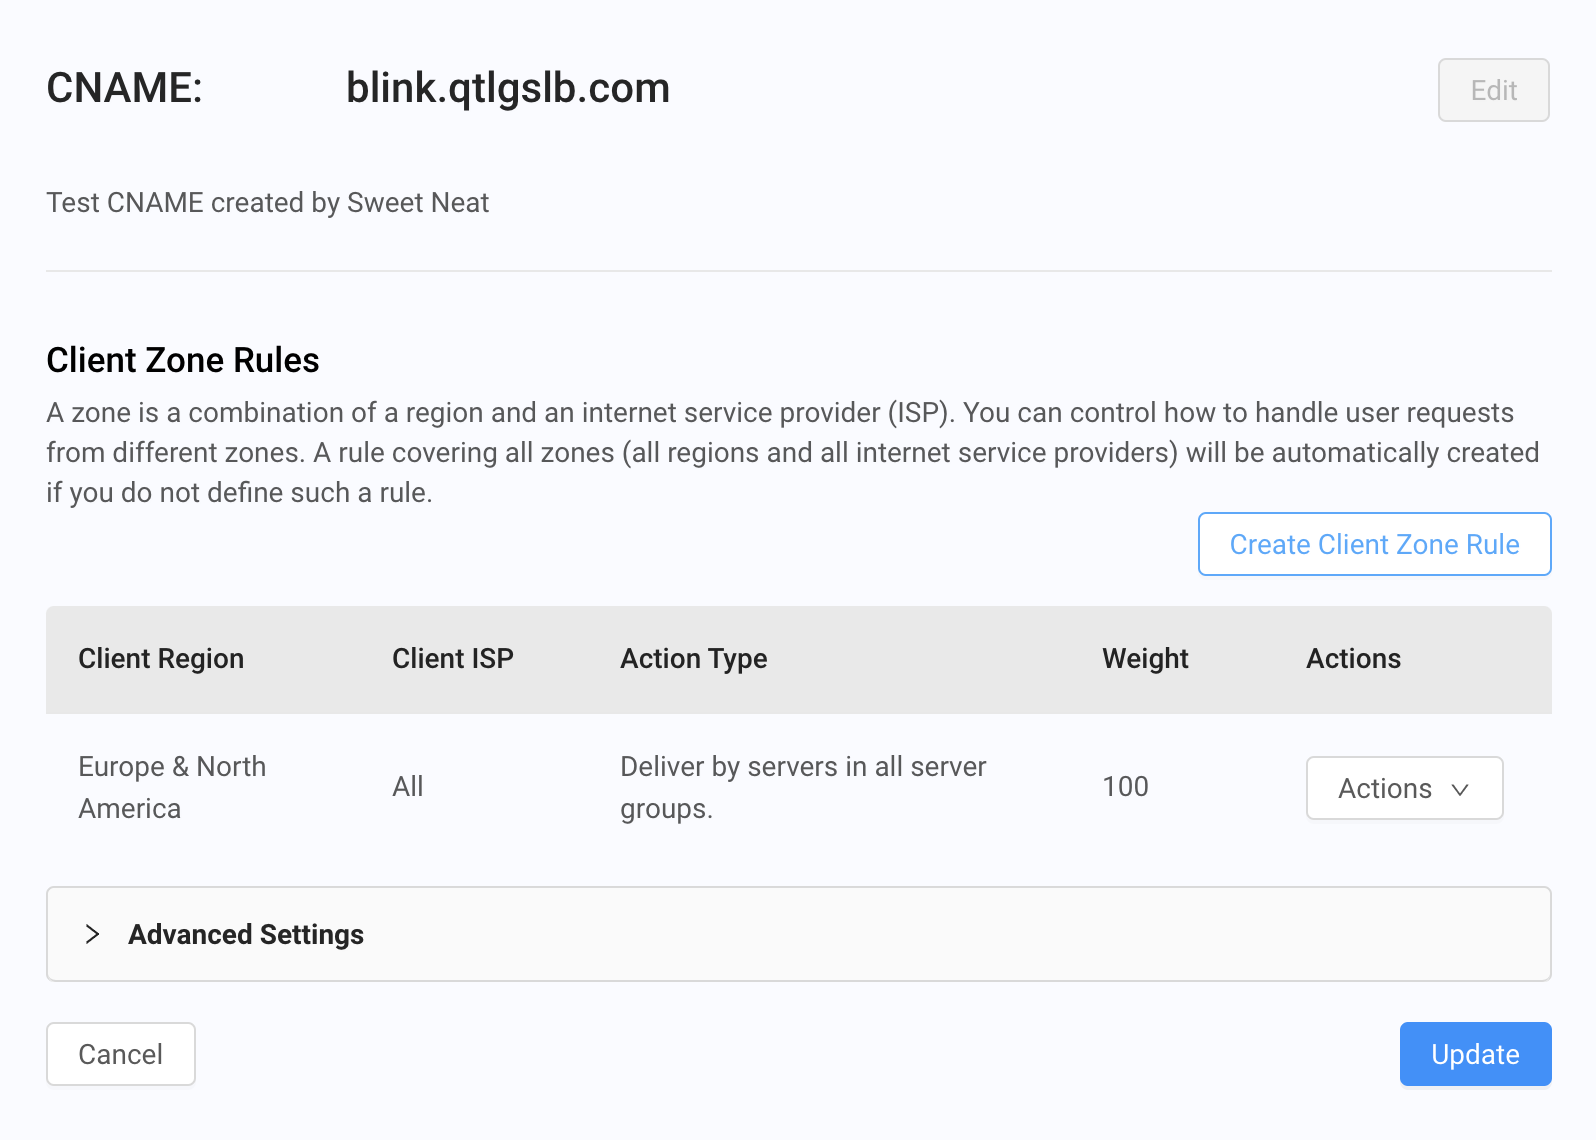 CNAME: blink.qtlgslb.com
Edit
Test CNAME created by Sweet Neat
Client Zone Rules
A zone is a combination of a region and an internet service provider (ISP). You can control how to handle user requests
from different zones. A rule covering all zones (all regions and all internet service providers) will be automatically created
if you do not define such a rule.
Create Client Zone Rule
Client Region Client ISP Action Type Weight Actions
Europe & North
America
All
Deliver by servers in all server
groups.
100
Actions
Advanced Settings
Cancel
Update